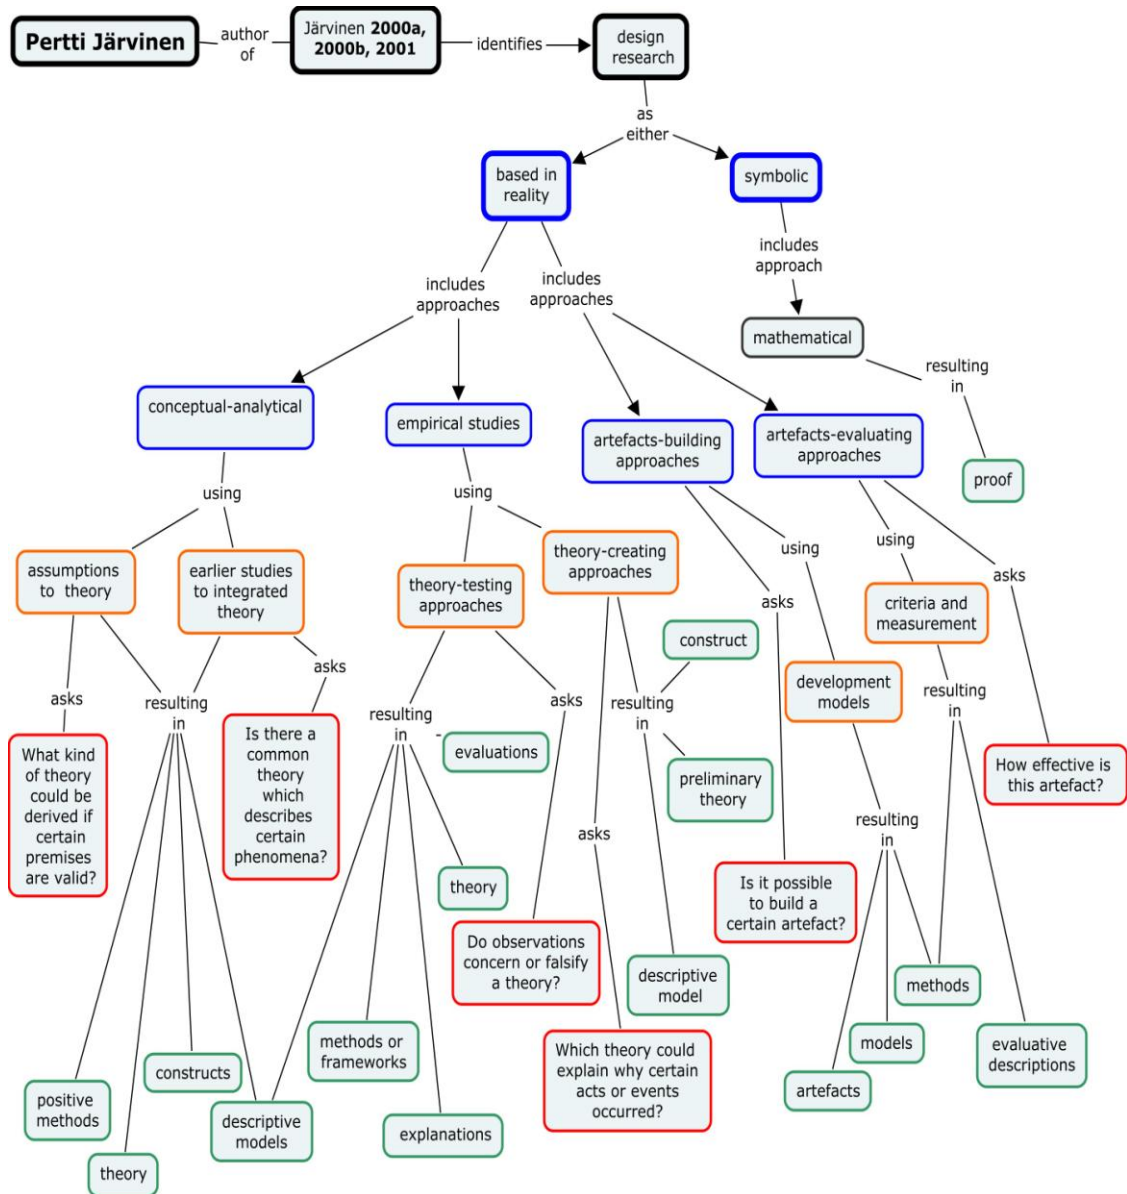 Pertti Järvinen
author
of
Järvinen 2000a,
2000b, 2001
identifies
design
research
as
either
based in
reality
symbolic
includes
approaches
includes
approaches
includes
approach
mathematical
resulting
in
proof
conceptual-analytical
empirical studies
artefacts-building
approaches
artefacts-evaluating
approaches
using
using
using
using
asks
asks
assumptions
to theory
earlier studies
to integrated
theory
theory-testing
approaches
theory-creating
approaches
criteria and
measurement
construct
development
models
asks
resulting
in
asks
resulting
in
asks
resulting
in
resulting
in
What kind
of theory
could be
derived if
certain
premises
are valid?
Is there a
common
theory
which
describes
certain
phenomena?
evaluations
preliminary
theory
How effective is
this artefact?
asks
resulting
in
theory
Is it possible
to build a
certain artefact?
Do observations
concern or falsify
a theory?
descriptive
model
methods
methods or
frameworks
Which theory could
explain why certain
acts or events
occurred?
models
evaluative
descriptions
artefacts
constructs
positive
methods
descriptive
models
explanations
theory